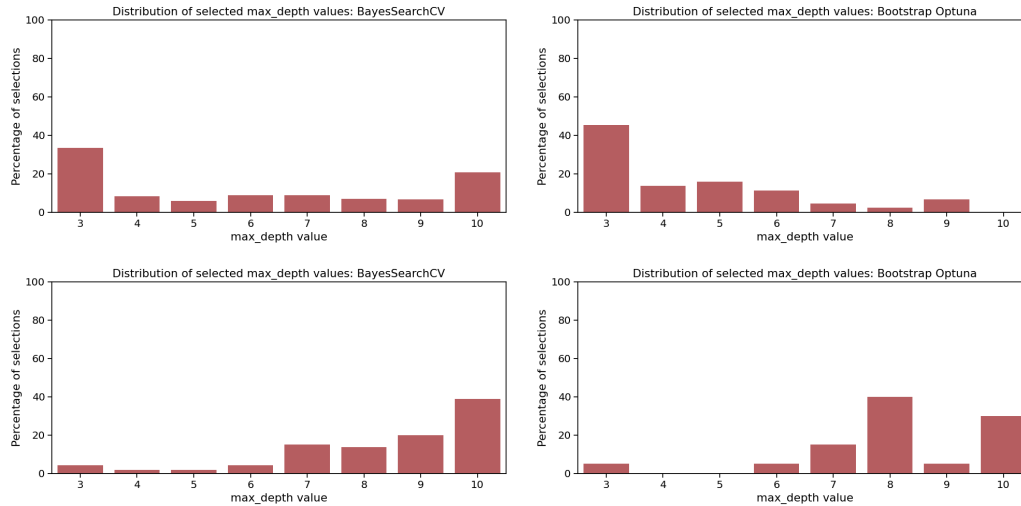 Distribution of selected max_depth values: BayesSearchCV
Percentage of selections
100
80
60
40
20
0
3 4 5 6 7 8 9 10
max_depth value
Distribution of selected max_depth values: Bootstrap Optuna
Percentage of selections
100
80
60
40
20
0
3 4 5 6 7 8 9 10
max_depth value
Distribution of selected max_depth values: BayesSearchCV
Percentage of selections
100
80
60
40
20
0
3 4 5 6 7 8 9 10
max_depth value
Distribution of selected max_depth values: Bootstrap Optuna
Percentage of selections
100
80
60
40
20
0
3 4 5 6 7 8 9 10
max_depth value